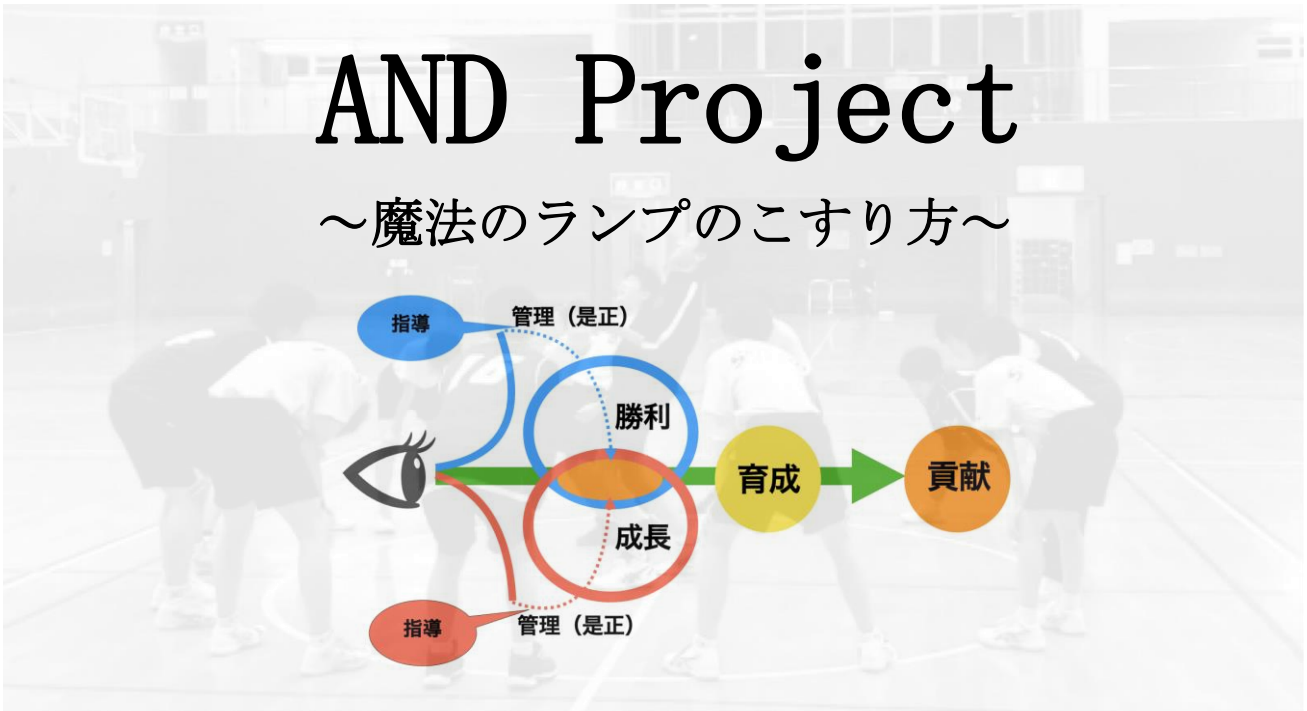 AND Project
～魔法のランプのこすり方～
指導
管理（是正）
勝利
育成
貢献
成長
指導
管理（是正）